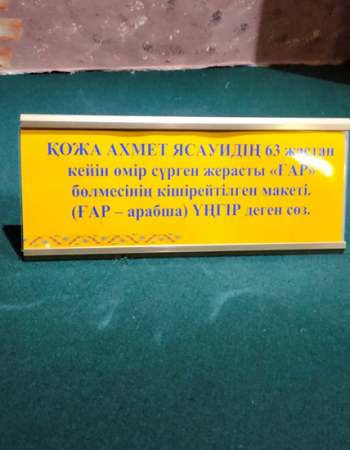 ҚОЖА АХМЕТ ЯСАУИДІҢ 63 жастан
кейін өмір сүрген жерасты «ҒАР»
бөлмесінің кішірейтілген макеті.
(ҒАР – арабша) ҮҢГІР деген сөз.